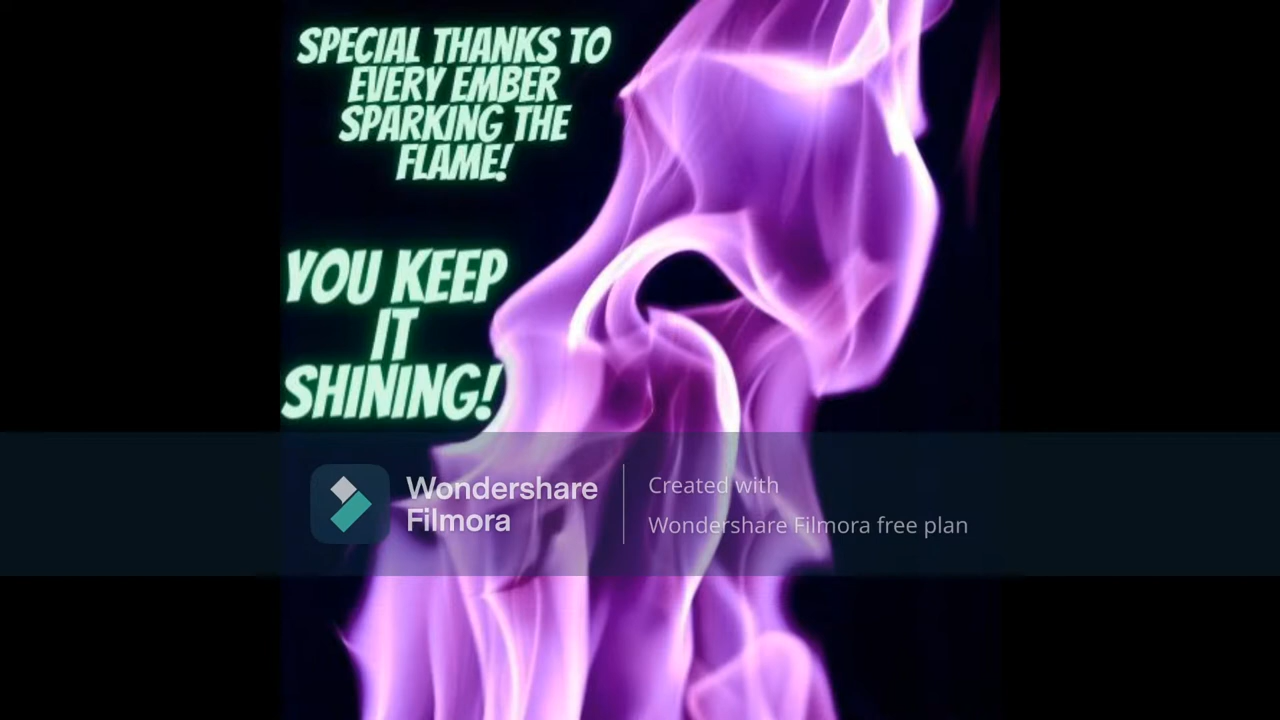 SPECIAL THANKS TO
EVERY EMBER
SPARKING THE
FLAME!
YOU KEEP
IT
SHINING!
Wondershare
Filmora
Created with
Wondershare Filmora free plan